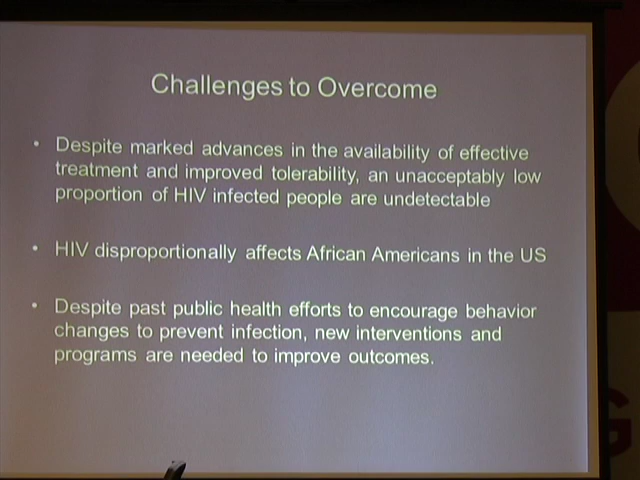 Challenges to Overcome
• Despite marked advances in the availability of effective
treatment and improved tolerability, an unacceptably low
proportion of HIV infected people are undetectable
• HIV disproportionally affects African Americans in the US
• Despite past public health efforts to encourage behavior
changes to prevent infection, new interventions and
programs are needed to improve outcomes.
G